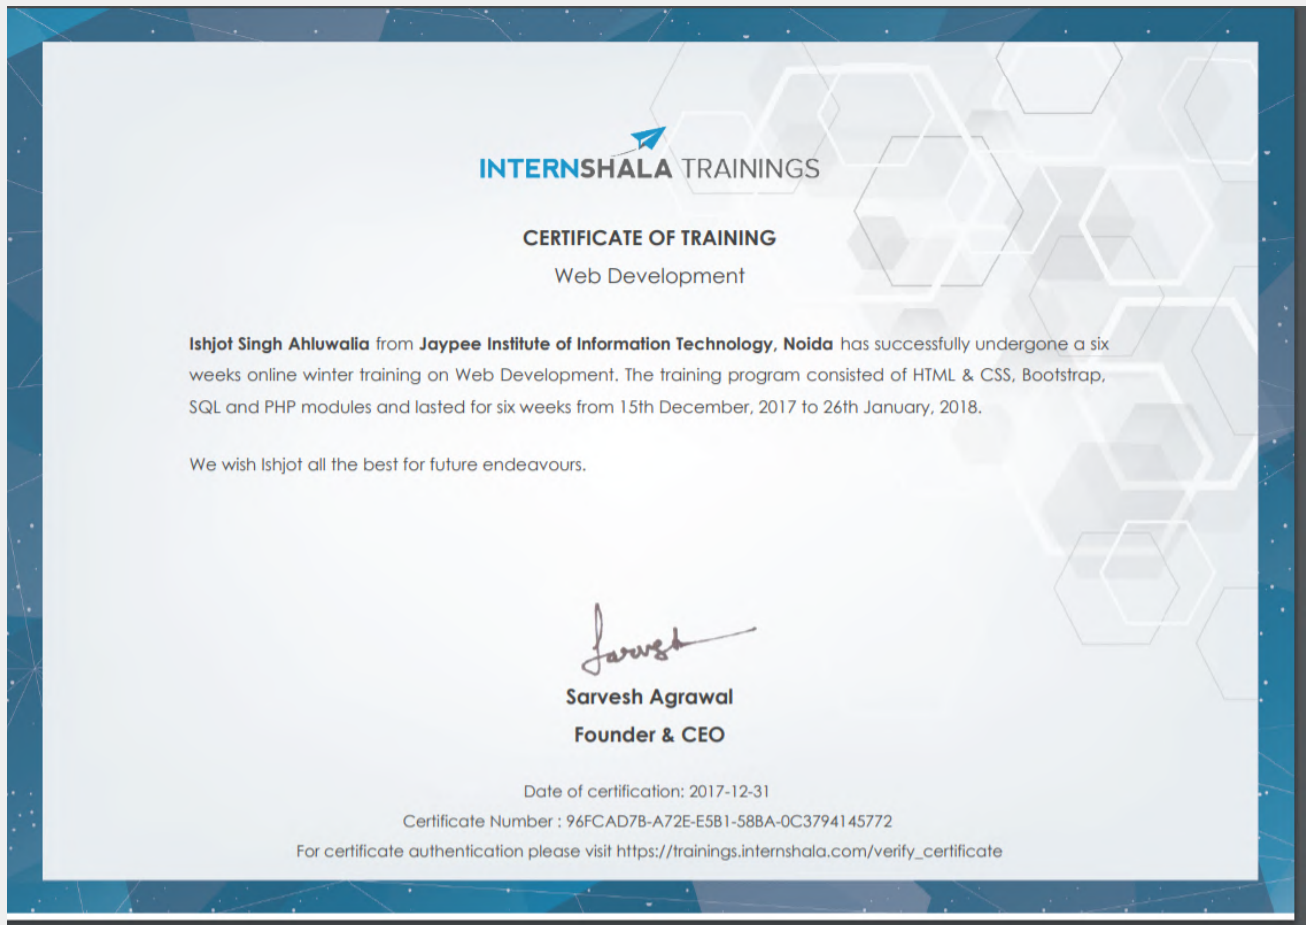 INTERNSHALA TRAININGS
CERTIFICATE OF TRAINING
Web Development
Ishjot Singh Ahluwalia from Jaypee Institute of Information Technology, Noida has successfully undergone a six
weeks online winter training on Web Development. The training program consisted of HTML & CSS, Bootstrap,
SQL and PHP modules and lasted for six weeks from 15th December, 2017 to 26th January, 2018.
We wish Ishjot all the best for future endeavours.
Sarvesh
Sarvesh Agrawal
Founder & CEO
Date of certification: 2017-12-31
Certificate Number : 96FCAD7B-A72E-E5B1-58BA-0C3794145772
For certificate authentication please visit https://trainings.internshala.com/verify_certificate